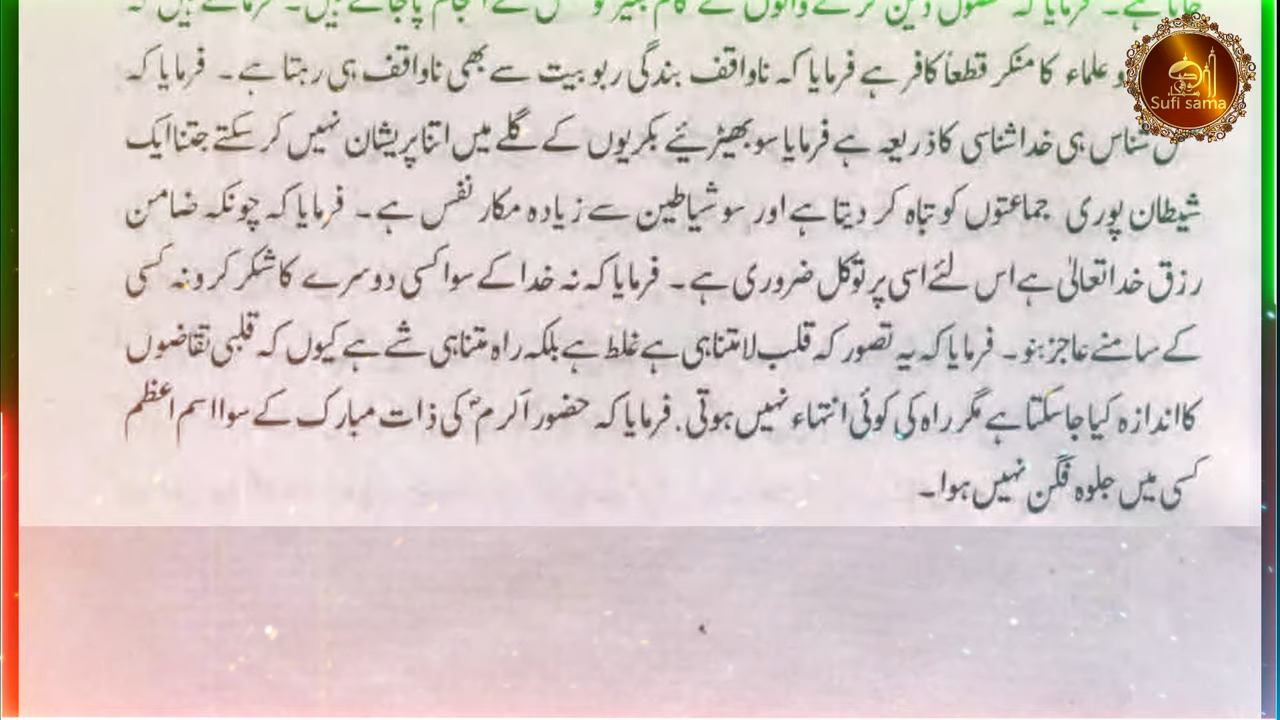 فرمایا کہ
و علماء کا منکر قطعاً کافر ہے فرمایا کہ ناواقف بندگی ربوبیت سے بھی ناواقف ہی رہتا ہے۔ فرمایا کہ
شناس ہی خدا شناسی کا ذریعہ ہے فرمایا سو بھیڑیئے بکریوں کے گلے میں اتنا پریشان نہیں کر سکتے جتنا ایک
شیطان پوری جماعتوں کو تباہ کر دیتا ہے اور سو شیاطین سے زیادہ مکار نفس ہے۔ فرمایا کہ چونکہ ضامن
رزق خدا تعالیٰ ہے اس لئے اسی پر توکل ضروری ہے۔ فرمایا کہ نہ خدا کے سوا کسی دوسرے کا شکر کرو نہ کسی
کے سامنے عاجز بنو۔ فرمایا کہ یہ تصور کہ قلب لا متناہی ہے غلط ہے بلکہ راہ متناہی شے ہے کیوں کہ قلبی تقاضوں
کا اندازہ کیا جا سکتا ہے مگر راہ کی کوئی انتہاء نہیں ہوتی۔ فرمایا کہ حضور اکرمؐ کی ذات مبارک کے سوا اسم اعظم
کسی میں جلوہ فگن نہیں ہوا۔
Sufi sama